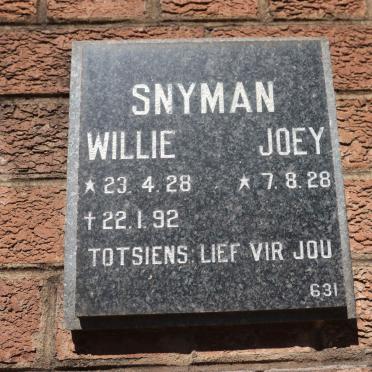 SNYMAN
WILLIE JOEY
★ 23.4.28 ★ 7.8.28
✝ 22.1.92
TOTSIENS LIEF VIR JOU
631